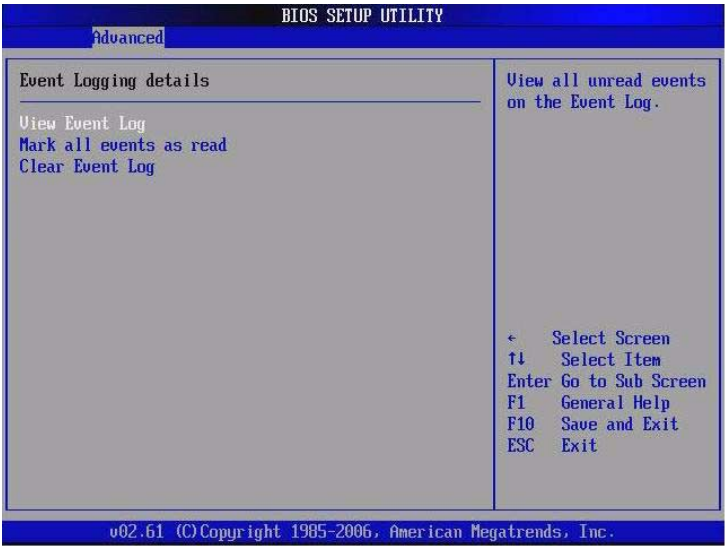 BIOS SETUP UTILITY
Advanced
Event Logging details
View Event Log
Mark all events as read
Clear Event Log
View all unread events
on the Event Log.
← Select Screen
↑↓ Select Item
Enter Go to Sub Screen
F1 General Help
F10 Save and Exit
ESC Exit
v02.61 (C)Copyright 1985-2006, American Megatrends, Inc.